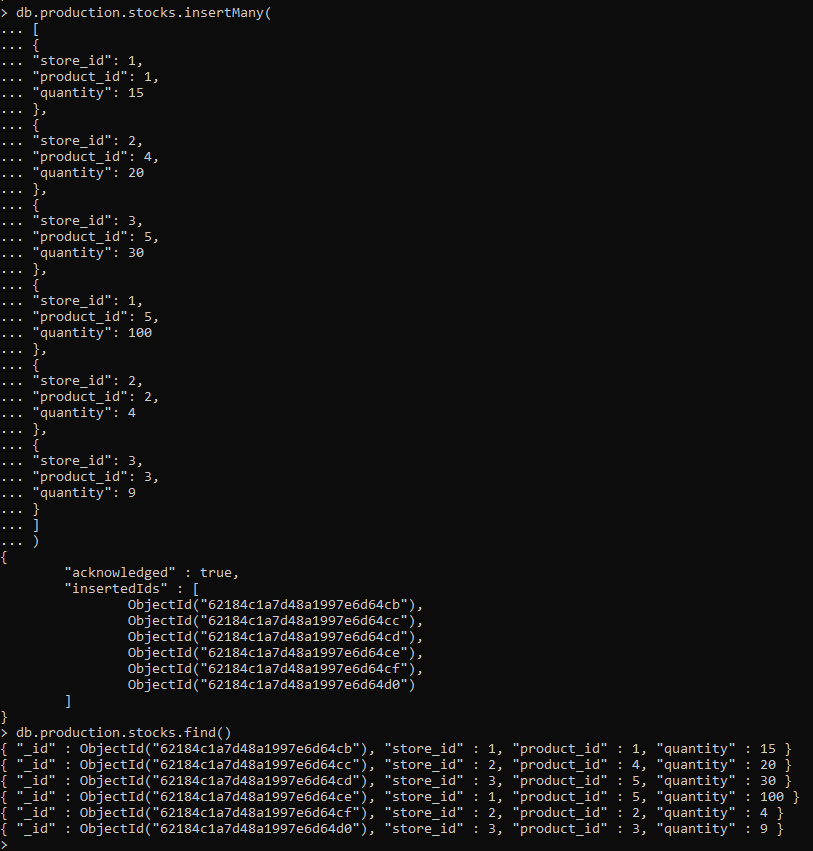 > db.production.stocks.insertMany(
... [
... {
... "store_id": 1,
... "product_id": 1,
... "quantity": 15
... },
... {
... "store_id": 2,
... "product_id": 4,
... "quantity": 20
... },
... {
... "store_id": 3,
... "product_id": 5,
... "quantity": 30
... },
... {
... "store_id": 1,
... "product_id": 5,
... "quantity": 100
... },
... {
... "store_id": 2,
... "product_id": 2,
... "quantity": 4
... },
... {
... "store_id": 3,
... "product_id": 3,
... "quantity": 9
... }
... ]
... )
{
        "acknowledged" : true,
        "insertedIds" : [
                ObjectId("62184c1a7d48a1997e6d64cb"),
                ObjectId("62184c1a7d48a1997e6d64cc"),
                ObjectId("62184c1a7d48a1997e6d64cd"),
                ObjectId("62184c1a7d48a1997e6d64ce"),
                ObjectId("62184c1a7d48a1997e6d64cf"),
                ObjectId("62184c1a7d48a1997e6d64d0")
        ]
}
> db.production.stocks.find()
{ "_id" : ObjectId("62184c1a7d48a1997e6d64cb"), "store_id" : 1, "product_id" : 1, "quantity" : 15 }
{ "_id" : ObjectId("62184c1a7d48a1997e6d64cc"), "store_id" : 2, "product_id" : 4, "quantity" : 20 }
{ "_id" : ObjectId("62184c1a7d48a1997e6d64cd"), "store_id" : 3, "product_id" : 5, "quantity" : 30 }
{ "_id" : ObjectId("62184c1a7d48a1997e6d64ce"), "store_id" : 1, "product_id" : 5, "quantity" : 100 }
{ "_id" : ObjectId("62184c1a7d48a1997e6d64cf"), "store_id" : 2, "product_id" : 2, "quantity" : 4 }
{ "_id" : ObjectId("62184c1a7d48a1997e6d64d0"), "store_id" : 3, "product_id" : 3, "quantity" : 9 }
>